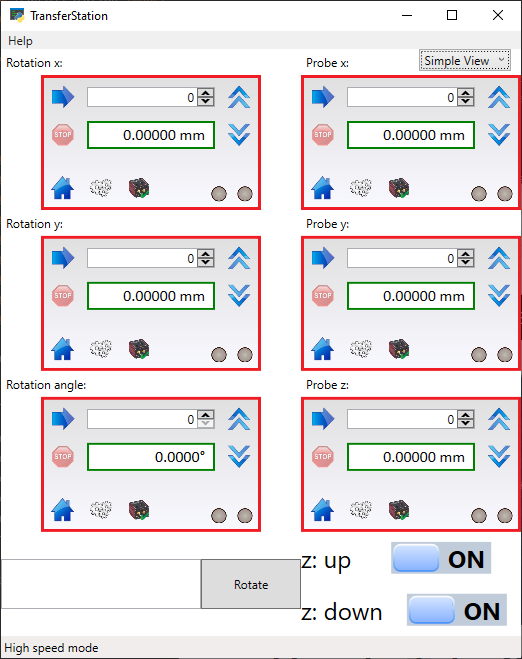 TransferStation
Help
Rotation x:
Probe x:
Simple View
0
0
STOP
0.00000 mm
STOP
0.00000 mm
Rotation y:
Probe y:
0
0
STOP
0.00000 mm
STOP
0.00000 mm
Rotation angle:
Probe z:
0
0
STOP
0.0000°
STOP
0.00000 mm
Rotate
z: up
ON
z: down
ON
High speed mode